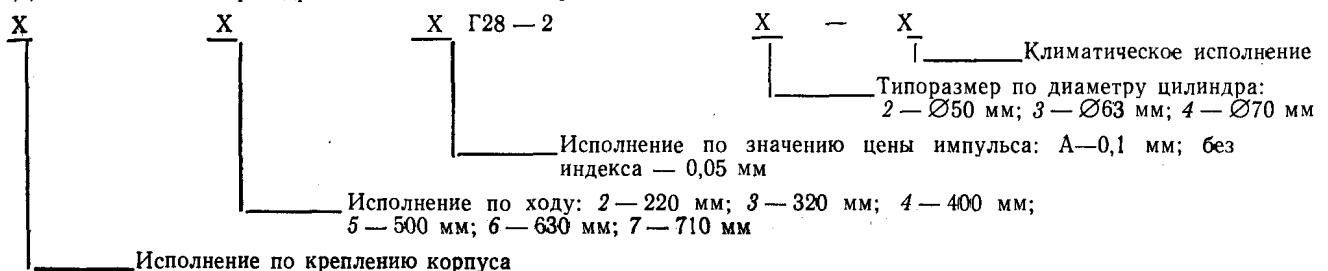 X X X Г28 — 2 X — X
Климатическое исполнение
Типоразмер по диаметру цилиндра:
2 — ∅50 мм; 3 — ∅63 мм; 4 — ∅70 мм
Исполнение по значению цены импульса: А—0,1 мм; без
индекса — 0,05 мм
Исполнение по ходу: 2 — 220 мм; 3 — 320 мм; 4 — 400 мм;
5 — 500 мм; 6 — 630 мм; 7 — 710 мм
Исполнение по креплению корпуса